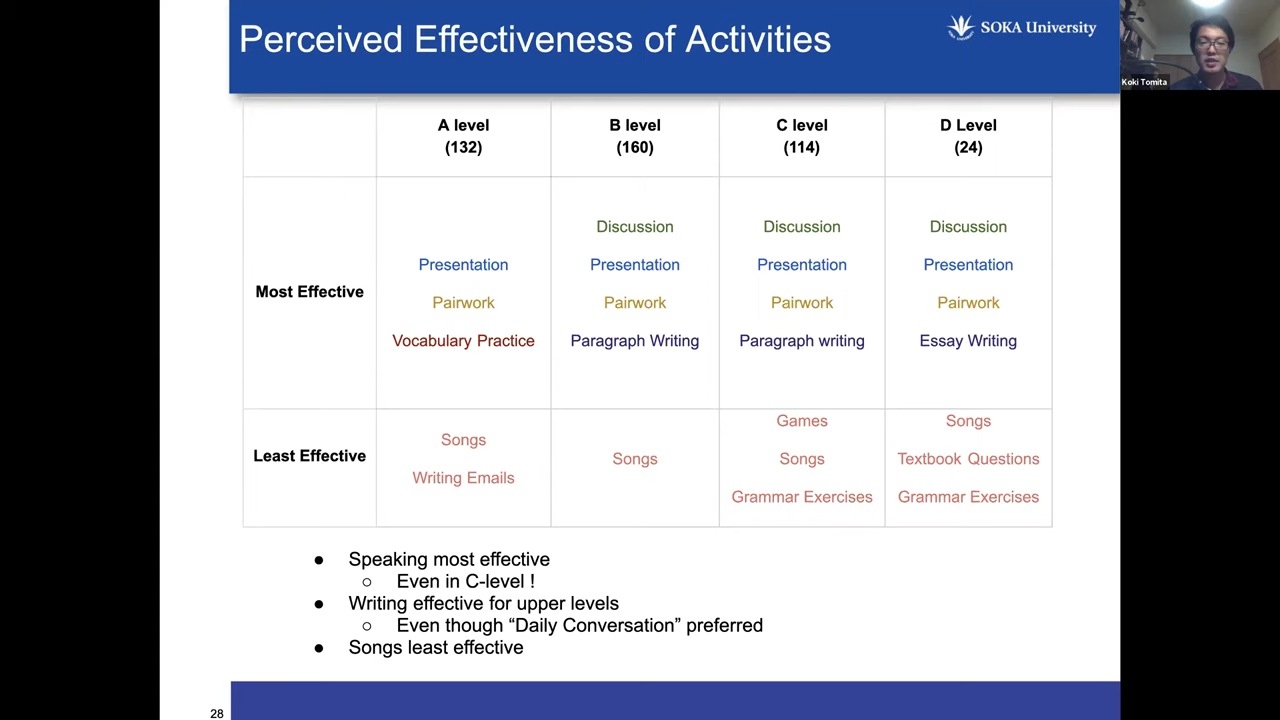 Perceived Effectiveness of Activities
SOKA University
SOKA UNIVERSITY
Koki Tomita
A level
(132)
B level
(160)
C level
(114)
D Level
(24)
Most Effective
Presentation
Pairwork
Vocabulary Practice
Discussion
Presentation
Pairwork
Paragraph Writing
Discussion
Presentation
Pairwork
Paragraph writing
Discussion
Presentation
Pairwork
Essay Writing
Least Effective
Songs
Writing Emails
Songs
Games
Songs
Grammar Exercises
Songs
Textbook Questions
Grammar Exercises
● Speaking most effective
○ Even in C-level !
● Writing effective for upper levels
○ Even though “Daily Conversation” preferred
● Songs least effective
28